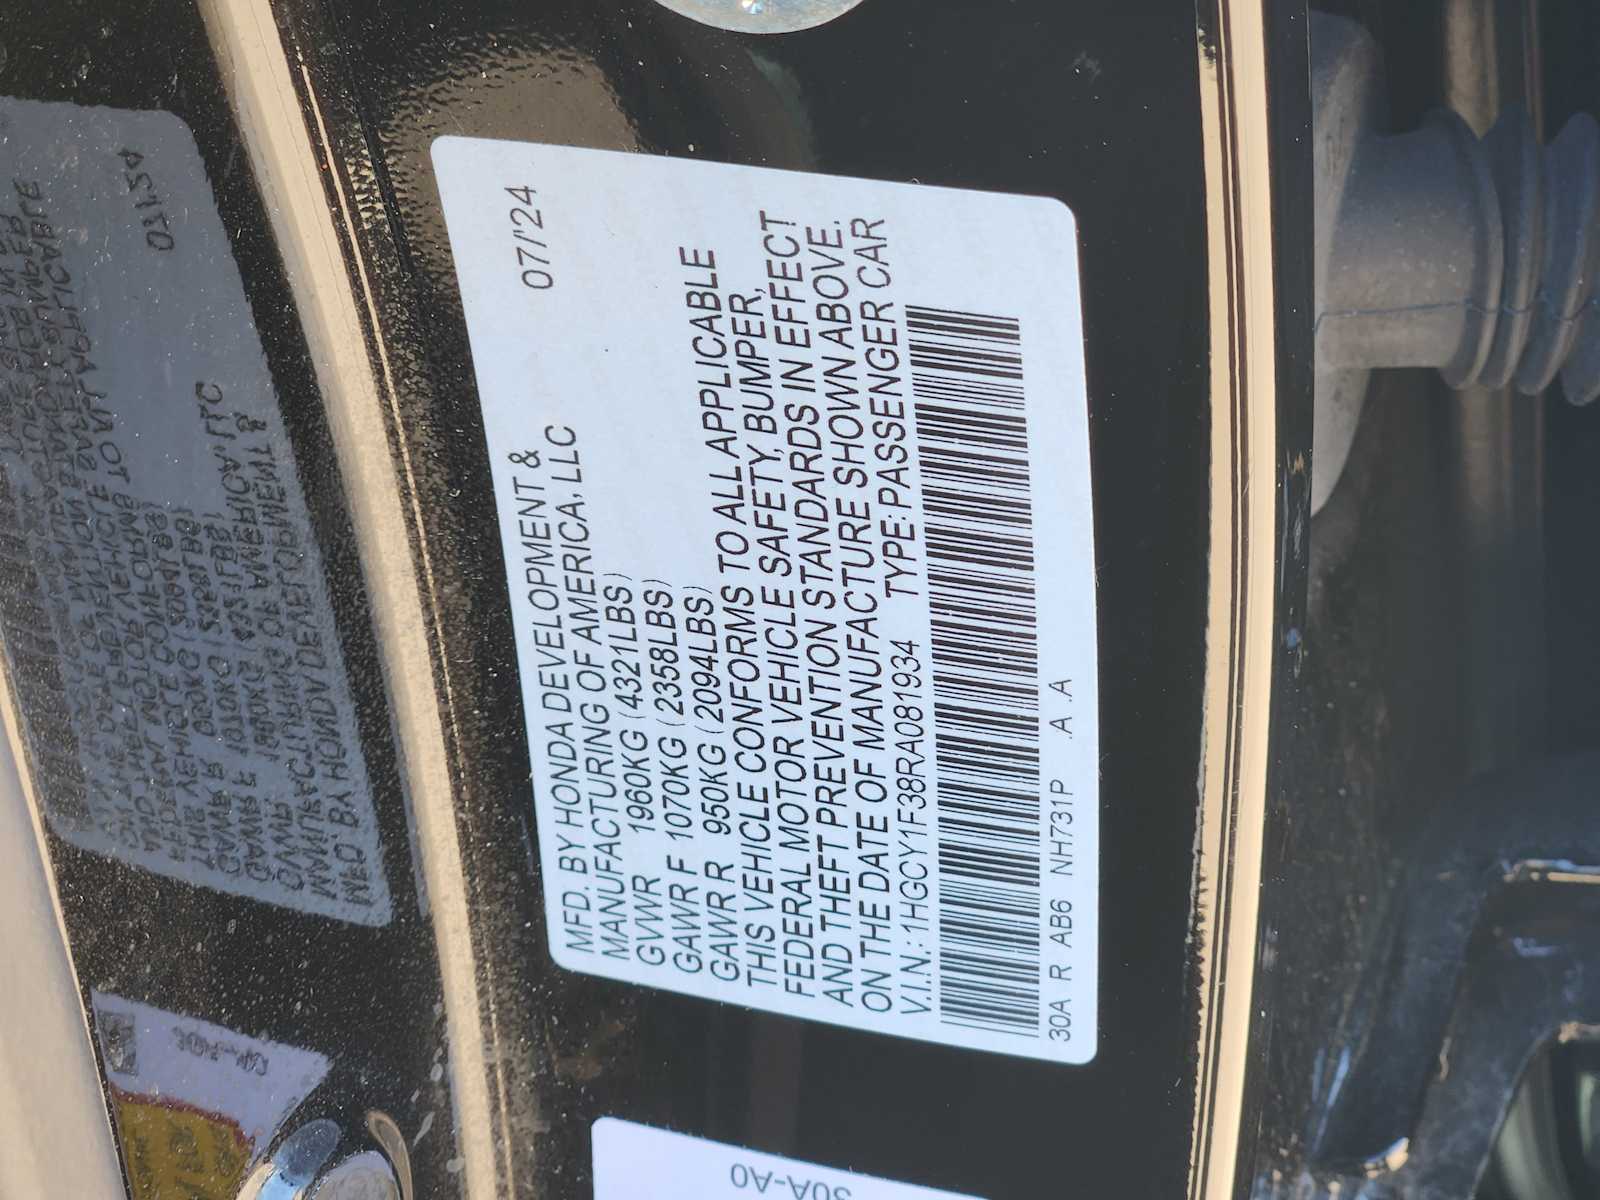 07/'24
MFD. BY HONDA DEVELOPMENT &
MANUFACTURING OF AMERICA, LLC
GVWR 1960KG (4321LBS)
GAWR F 1070KG (2358LBS)
GAWR R 950KG (2094LBS)
THIS VEHICLE CONFORMS TO ALL APPLICABLE
FEDERAL MOTOR VEHICLE SAFETY, BUMPER,
AND THEFT PREVENTION STANDARDS IN EFFECT
ON THE DATE OF MANUFACTURE SHOWN ABOVE.
V.I.N.: 1HGCY1F38RA081934 TYPE: PASSENGER CAR
30A R AB6 NH731P .A .A
30A-A0